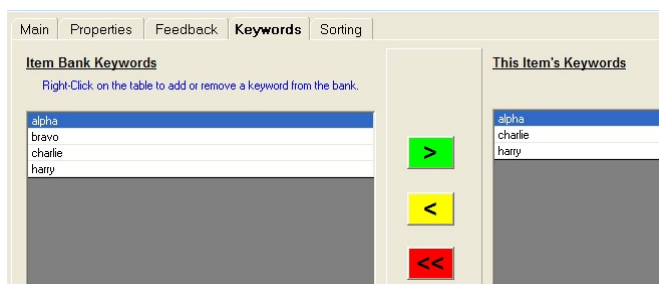 Main Properties Feedback Keywords Sorting
Item Bank Keywords
Right-Click on the table to add or remove a keyword from the bank.
alpha
bravo
charlie
harry
>
<
<<
This Item's Keywords
alpha
charlie
harry